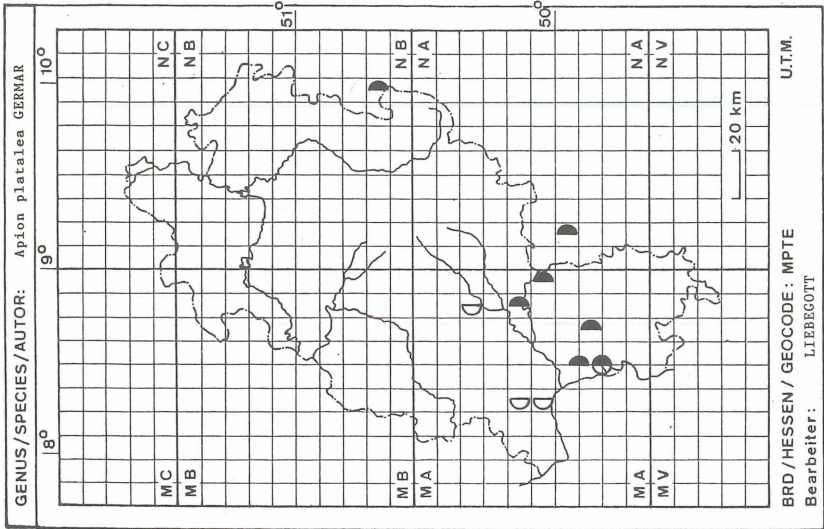 GENUS/SPECIES/AUTOR: Apion platalea GERMAR
8° 9° 10°
MC NC
MB NB
51°
MB NB
MA NA
50°
MA NA
MV NV
20 km
BRD/HESSEN/GEOCODE: MPTE U.T.M.
Bearbeiter: LIEBEGOTT